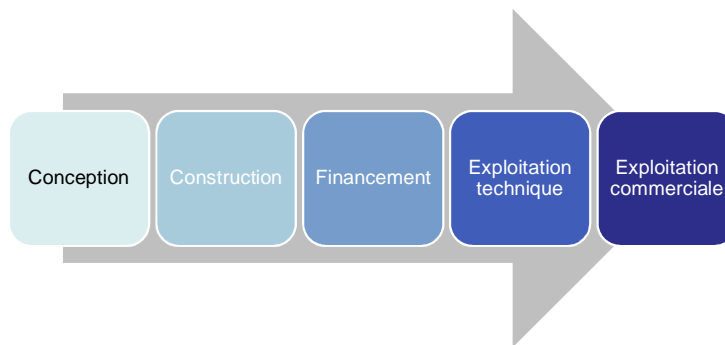 Conception
Construction
Financement
Exploitation
technique
Exploitation
commerciale